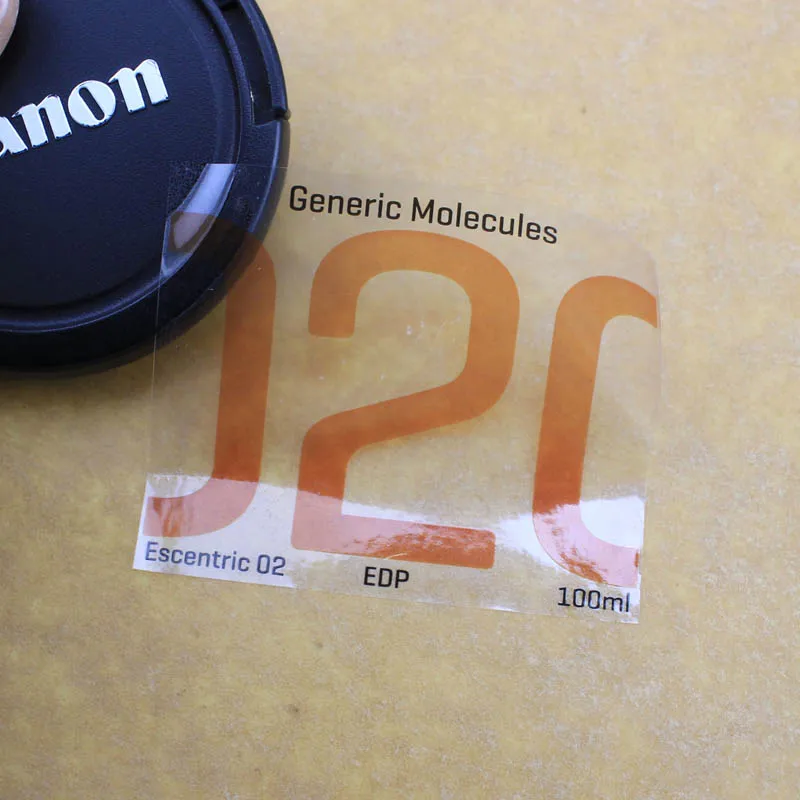 anon
Generic Molecules
020
Escentric 02
EDP
100ml